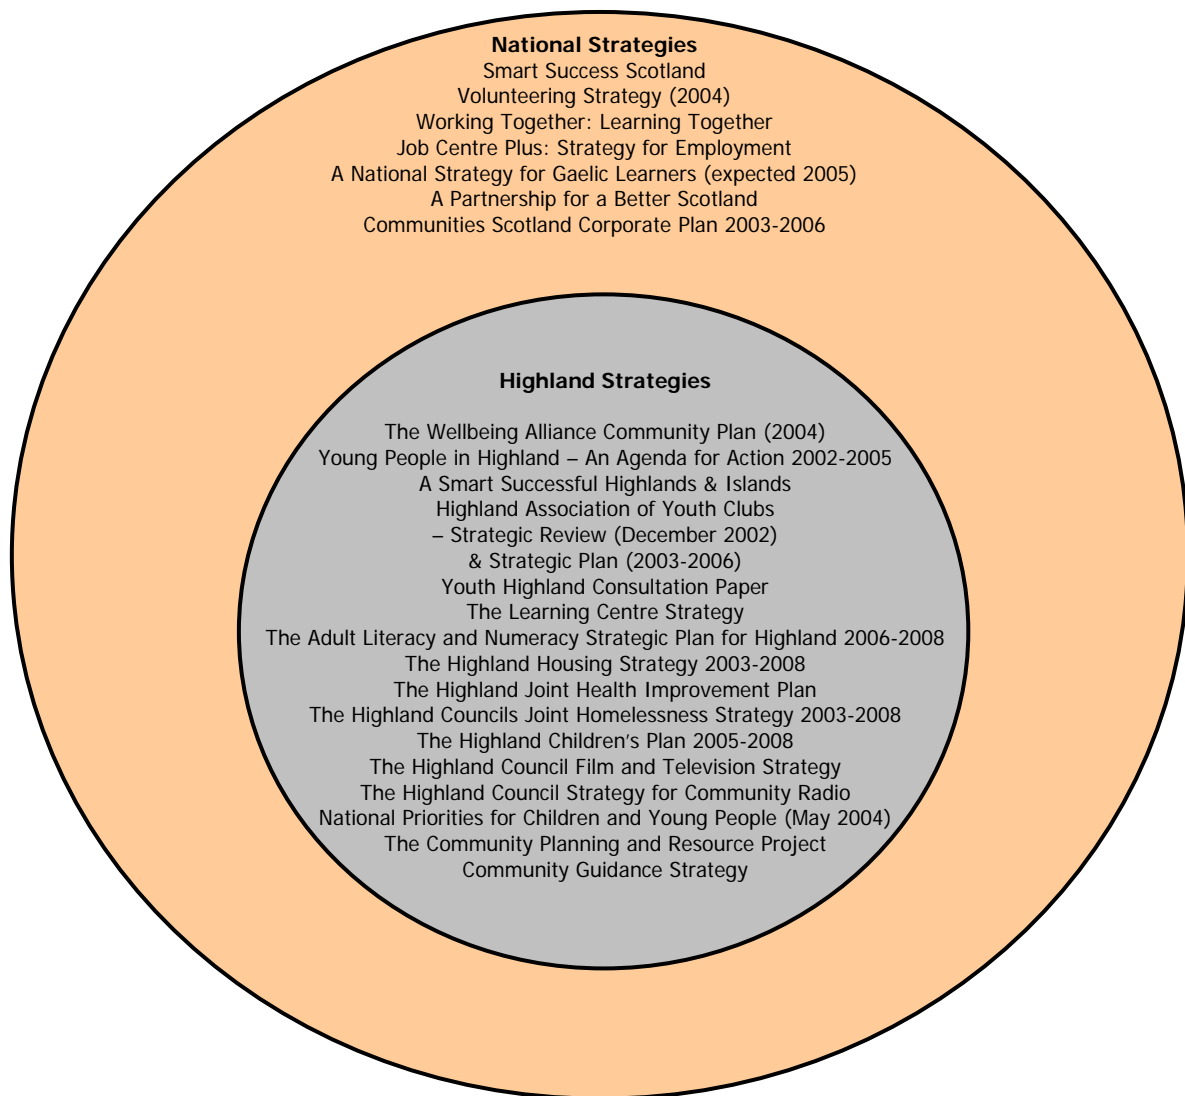 National Strategies
Smart Success Scotland
Volunteering Strategy (2004)
Working Together: Learning Together
Job Centre Plus: Strategy for Employment
A National Strategy for Gaelic Learners (expected 2005)
A Partnership for a Better Scotland
Communities Scotland Corporate Plan 2003-2006
Highland Strategies
The Wellbeing Alliance Community Plan (2004)
Young People in Highland – An Agenda for Action 2002-2005
A Smart Successful Highlands & Islands
Highland Association of Youth Clubs
– Strategic Review (December 2002)
& Strategic Plan (2003-2006)
Youth Highland Consultation Paper
The Learning Centre Strategy
The Adult Literacy and Numeracy Strategic Plan for Highland 2006-2008
The Highland Housing Strategy 2003-2008
The Highland Joint Health Improvement Plan
The Highland Councils Joint Homelessness Strategy 2003-2008
The Highland Children’s Plan 2005-2008
The Highland Council Film and Television Strategy
The Highland Council Strategy for Community Radio
National Priorities for Children and Young People (May 2004)
The Community Planning and Resource Project
Community Guidance Strategy